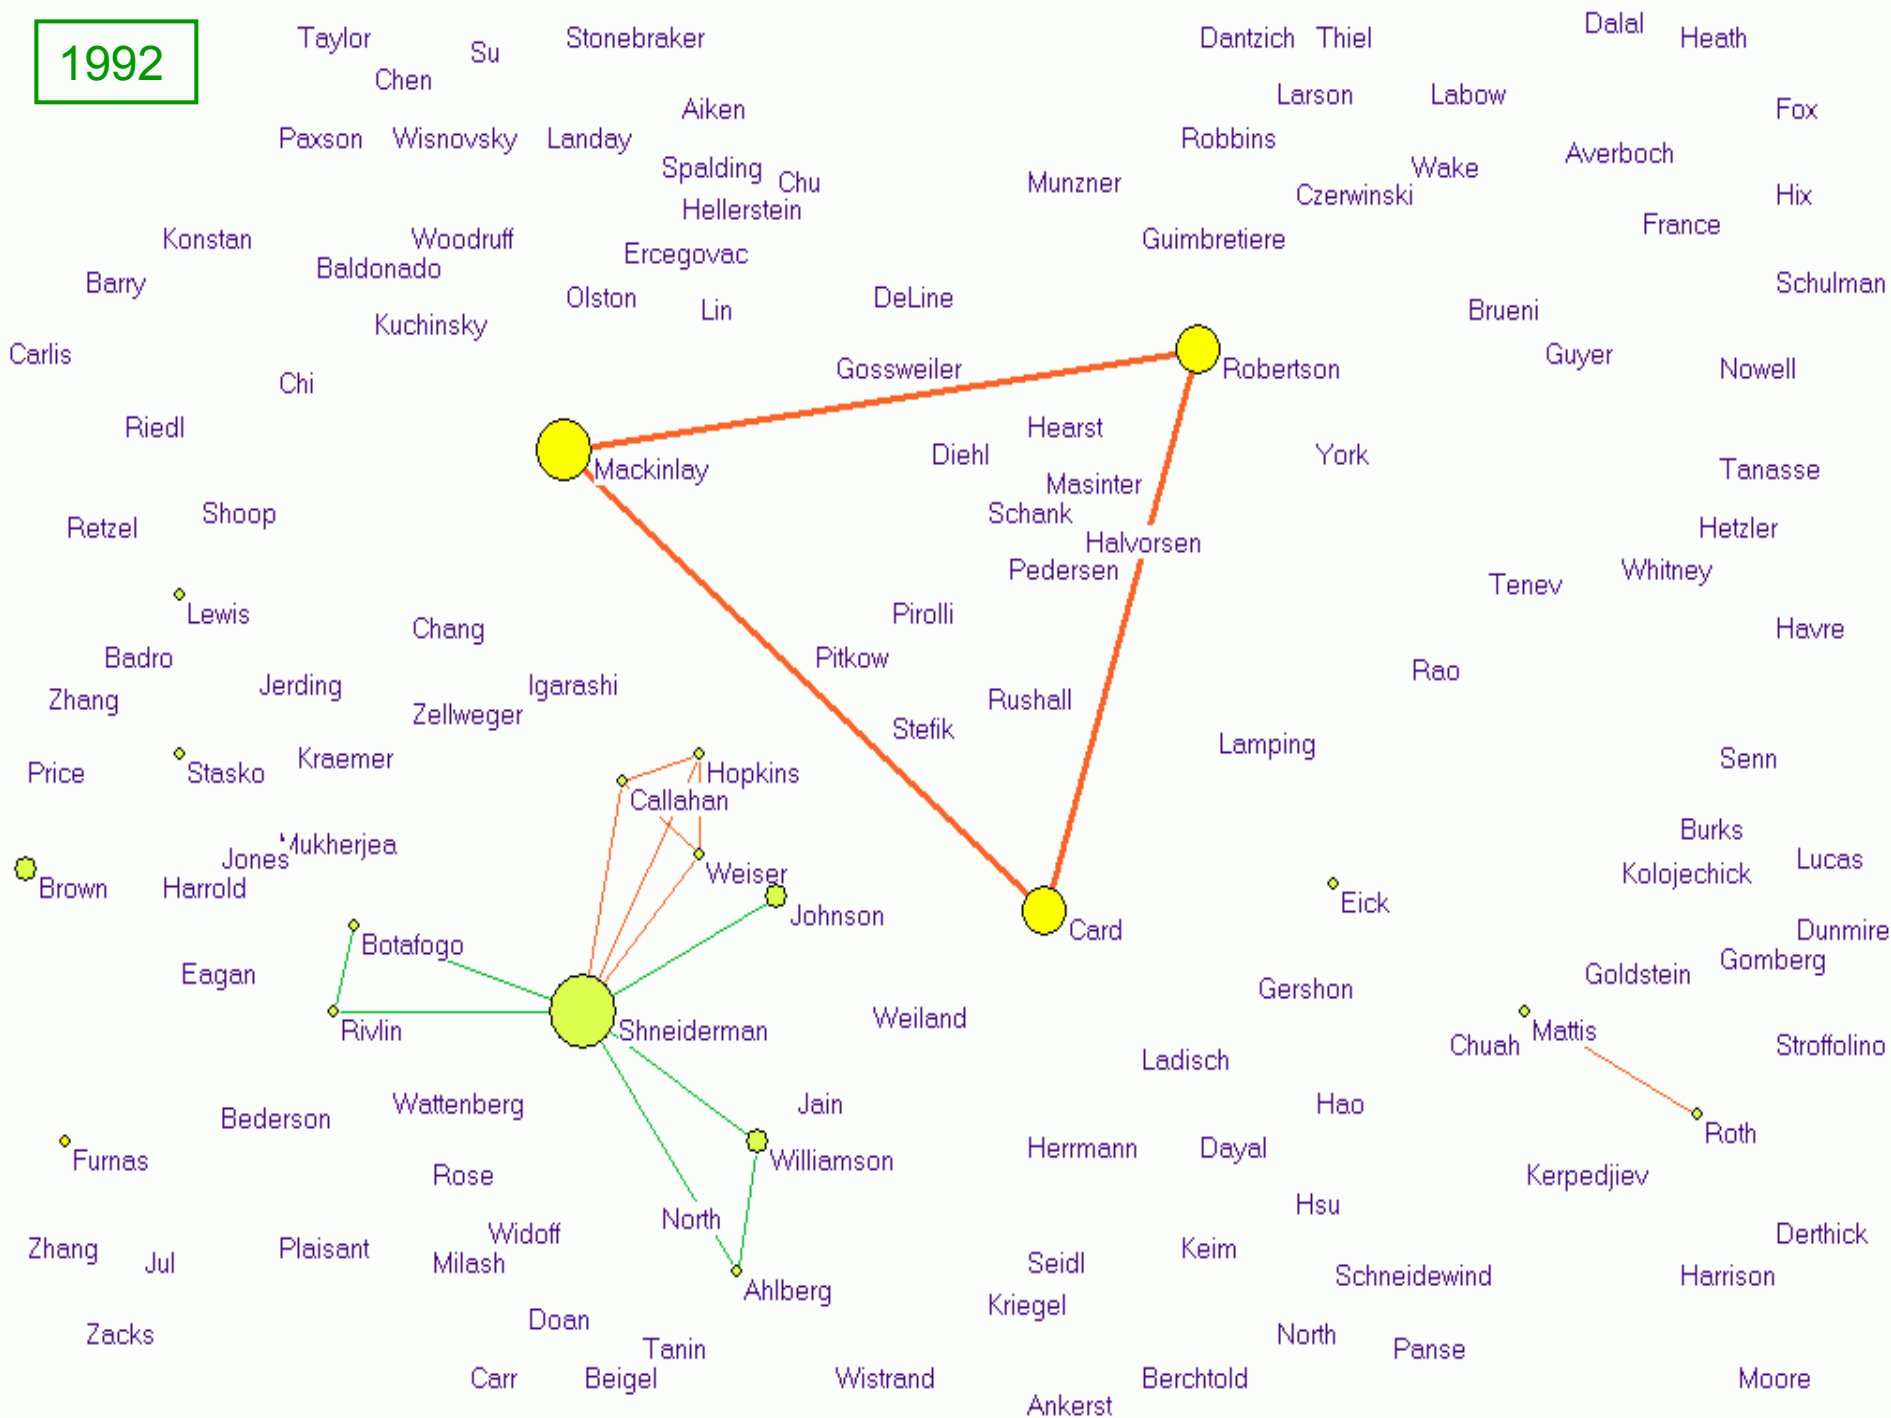 1992
Taylor
Su
Stonebraker
Dantzich
Thiel
Dalal
Heath
Chen
Aiken
Larson
Labow
Fox
Paxson
Wisnovsky
Landay
Robbins
Averboch
Spalding
Chu
Munzner
Wake
Hellerstein
Czerwinski
Hix
Konstan
Woodruff
Guimbretiere
France
Baldonado
Ercegovac
Barry
Olston
Lin
DeLine
Brueni
Schulman
Kuchinsky
Carlis
Guyer
Chi
Gossweiler
Robertson
Nowell
Riedl
Hearst
Mackinlay
Diehl
York
Masinter
Tanasse
Retzel
Shoop
Schank
Hetzler
Halvorsen
Pedersen
Whitney
Tenev
Lewis
Chang
Pirolli
Havre
Badro
Pitkow
Rao
Zhang
Jerding
Igarashi
Rushall
Zellweger
Stefik
Lamping
Price
Stasko
Kraemer
Hopkins
Senn
Callahan
Burks
Mukherjea
Jones
Lucas
Brown
Harrold
Weiser
Kolojechick
Eick
Johnson
Card
Dunmire
Botafogo
Eagan
Goldstein
Gomberg
Gershon
Rivlin
Shneiderman
Weiland
Mattis
Chuah
Stroffolino
Ladisch
Bederson
Wattenberg
Jain
Hao
Roth
Furnas
Williamson
Herrmann
Dayal
Rose
Kerpedjiev
Hsu
North
Widoff
Derthick
Zhang
Jul
Plaisant
Milash
Seidl
Keim
Schneidewind
Harrison
Ahlberg
Kriegel
Zacks
Doan
North
Tanin
Panse
Carr
Beigel
Wistrand
Berchtold
Moore
Ankerst